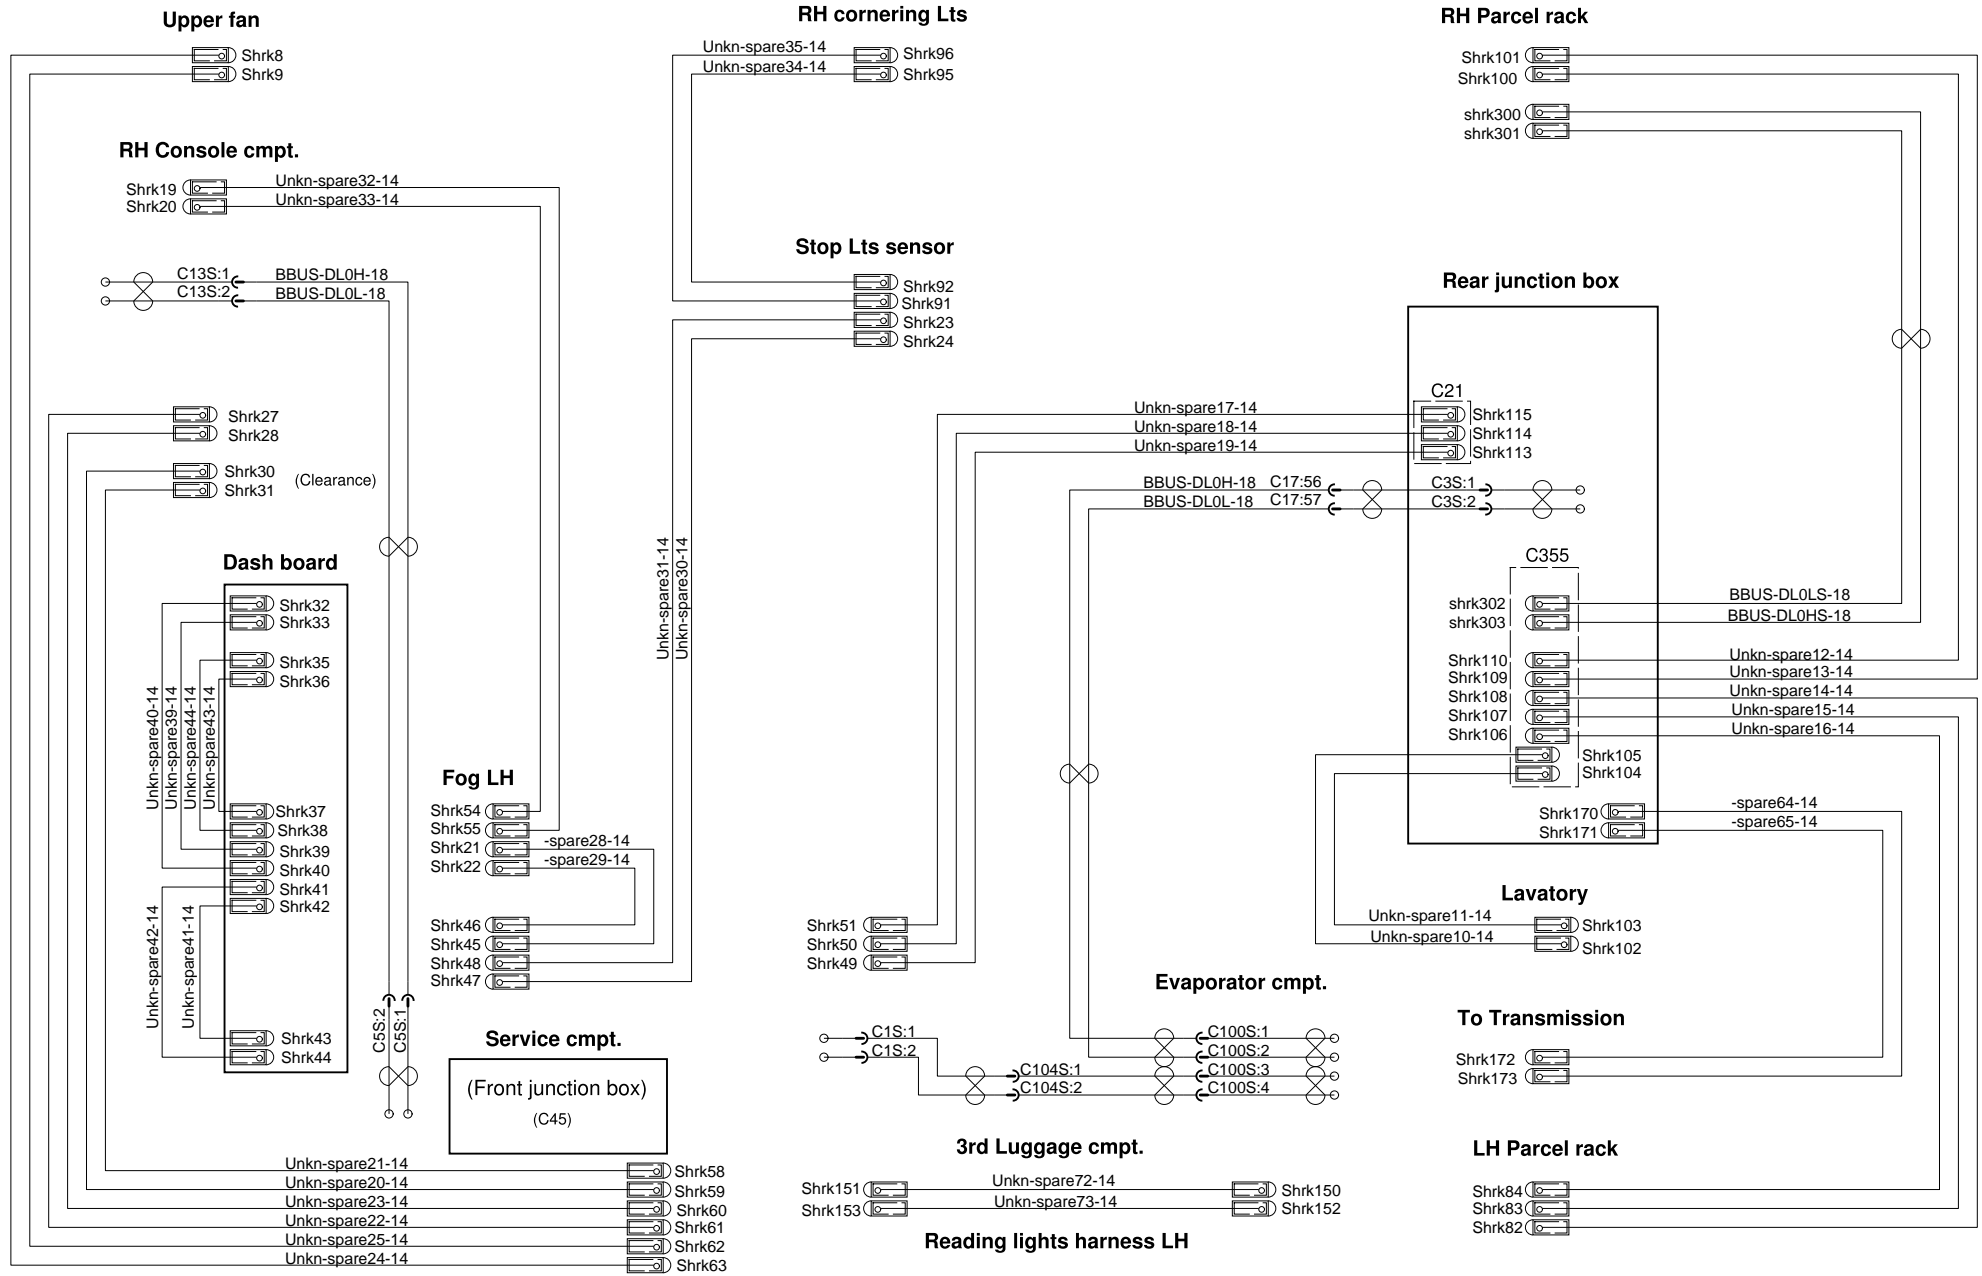 Upper fan
Shrk8
Shrk9
RH cornering Lts
Unkn-spare35-14
Shrk96
Unkn-spare34-14
Shrk95
RH Parcel rack
Shrk101
Shrk100
shrk300
shrk301
RH Console cmpt.
Shrk19
Unkn-spare32-14
Shrk20
Unkn-spare33-14
C13S:1
BBUS-DL0H-18
C13S:2
BBUS-DL0L-18
Stop Lts sensor
Shrk92
Shrk91
Shrk23
Shrk24
Rear junction box
Shrk27
Shrk28
Shrk30
Shrk31
(Clearance)
C21
Unkn-spare17-14
Shrk115
Unkn-spare18-14
Shrk114
Unkn-spare19-14
Shrk113
BBUS-DL0H-18
C17:56
C3S:1
BBUS-DL0L-18
C17:57
C3S:2
Dash board
Shrk32
Shrk33
Shrk35
Shrk36
Unkn-spare40-14
Unkn-spare39-14
Unkn-spare44-14
Unkn-spare43-14
Shrk37
Shrk38
Shrk39
Shrk40
Shrk41
Shrk42
Unkn-spare42-14
Unkn-spare41-14
Shrk43
Shrk44
C5S:2
C5S:1
Unkn-spare31-14
Unkn-spare30-14
C355
shrk302
BBUS-DL0LS-18
shrk303
BBUS-DL0HS-18
Shrk110
Unkn-spare12-14
Shrk109
Unkn-spare13-14
Shrk108
Unkn-spare14-14
Shrk107
Unkn-spare15-14
Shrk106
Unkn-spare16-14
Shrk105
Shrk104
Shrk170
-spare64-14
Shrk171
-spare65-14
Fog LH
Shrk54
Shrk55
Shrk21
-spare28-14
Shrk22
-spare29-14
Shrk46
Shrk45
Shrk48
Shrk47
Shrk51
Shrk50
Shrk49
Lavatory
Unkn-spare11-14
Shrk103
Unkn-spare10-14
Shrk102
Evaporator cmpt.
C1S:1
C1S:2
C104S:1
C104S:2
C100S:1
C100S:2
C100S:3
C100S:4
To Transmission
Shrk172
Shrk173
Service cmpt.
(Front junction box)
(C45)
Unkn-spare21-14
Shrk58
Unkn-spare20-14
Shrk59
Unkn-spare23-14
Shrk60
Unkn-spare22-14
Shrk61
Unkn-spare25-14
Shrk62
Unkn-spare24-14
Shrk63
3rd Luggage cmpt.
Shrk151
Unkn-spare72-14
Shrk150
Shrk153
Unkn-spare73-14
Shrk152
Reading lights harness LH
LH Parcel rack
Shrk84
Shrk83
Shrk82